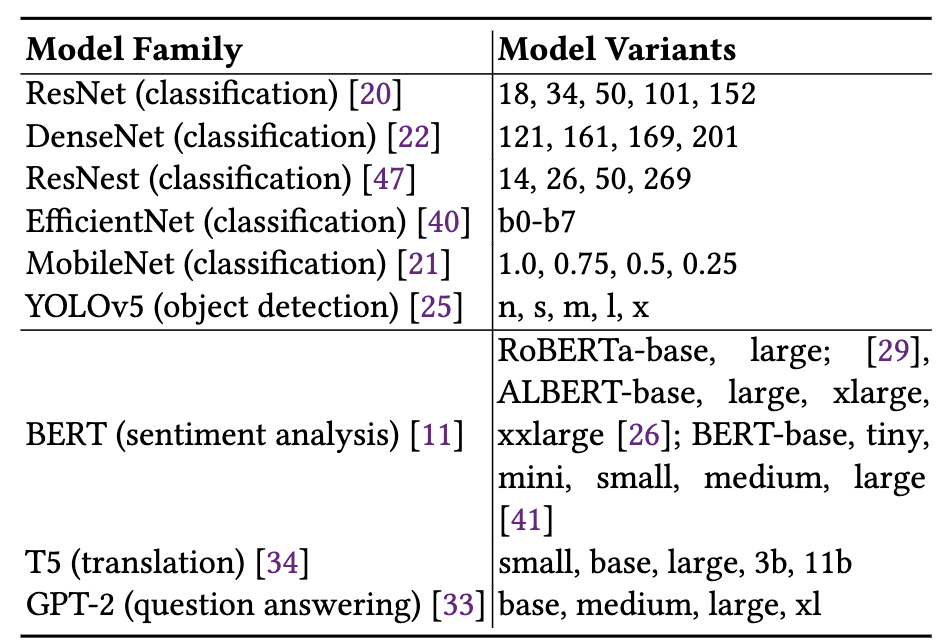 Model Family Model Variants
ResNet (classification) [20] 18, 34, 50, 101, 152
DenseNet (classification) [22] 121, 161, 169, 201
ResNest (classification) [47] 14, 26, 50, 269
EfficientNet (classification) [40] b0-b7
MobileNet (classification) [21] 1.0, 0.75, 0.5, 0.25
YOLOv5 (object detection) [25] n, s, m, l, x
RoBERTa-base, large; [29],
ALBERT-base, large, xlarge,
BERT (sentiment analysis) [11] xxlarge [26]; BERT-base, tiny,
mini, small, medium, large
[41]
T5 (translation) [34] small, base, large, 3b, 11b
GPT-2 (question answering) [33] base, medium, large, xl